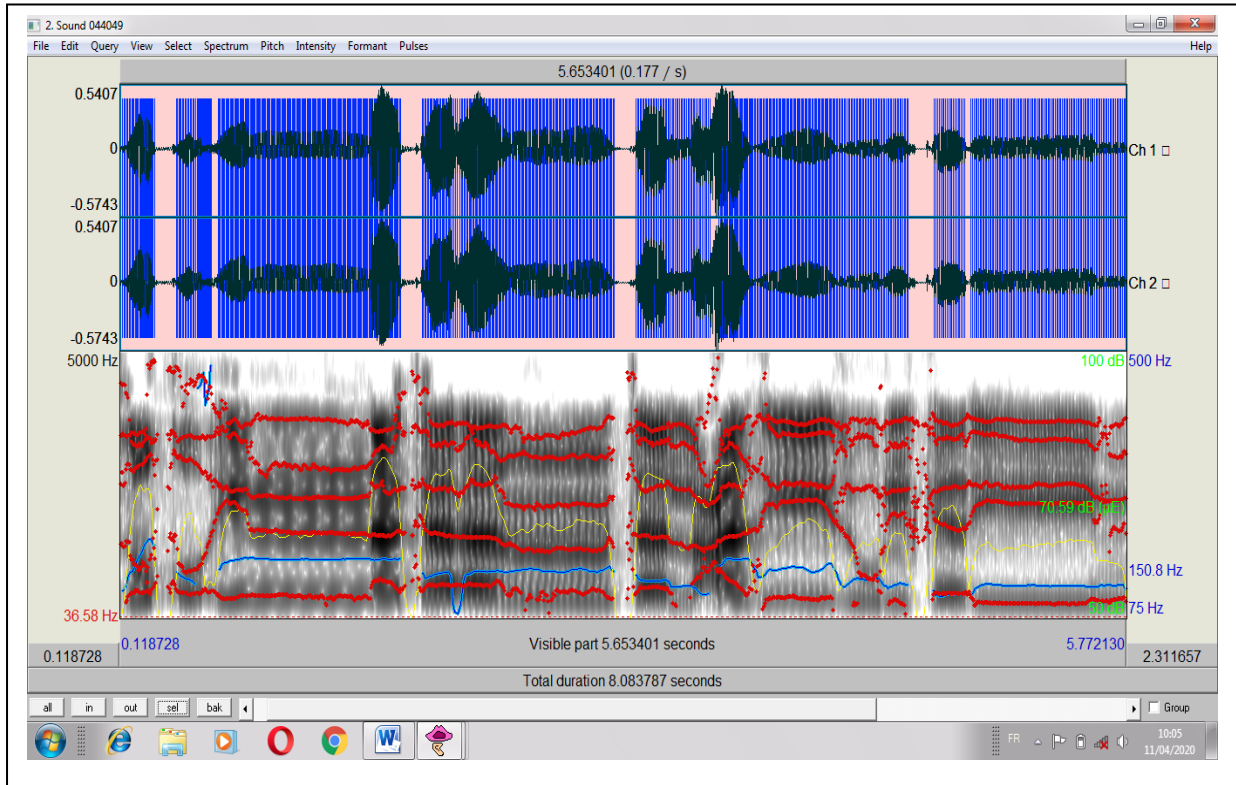 2. Sound 044049
File Edit Query View Select Spectrum Pitch Intensity Formant Pulses Help
5.653401 (0.177 / s)
0.5407
0
-0.5743
Ch 1
0.5407
0
-0.5743
Ch 2
5000 Hz
100 dB
500 Hz
70.59 dB (µE)
150.8 Hz
36.58 Hz
50 dB
75 Hz
0.118728
0.118728
Visible part 5.653401 seconds
5.772130
2.311657
Total duration 8.083787 seconds
all in out sel bak
Group
W
FR
10:05
11/04/2020